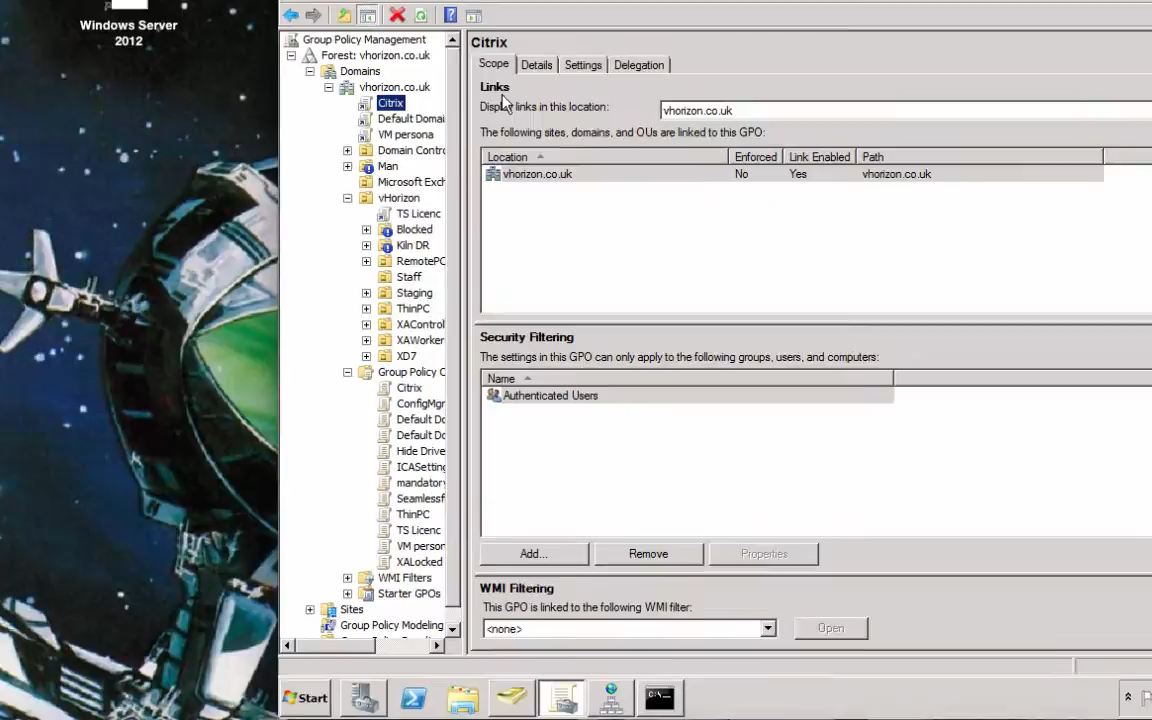 Windows Server
2012
Group Policy Management
Forest: vhorizon.co.uk
Domains
vhorizon.co.uk
Citrix
Default Domai
VM persona
Domain Contro
Man
Microsoft Exch
vHorizon
TS Licenc
Blocked
Kiln DR
RemotePC
Staff
Staging
ThinPC
XAControl
XAWorker
XD7
Group Policy O
Citrix
ConfigMgr
Default Do
Default Do
Hide Drive
ICASetting
mandatory
Seamlessf
ThinPC
TS Licenc
VM person
XALocked
WMI Filters
Starter GPOs
Sites
Group Policy Modeling
Citrix
Scope Details Settings Delegation
Links
Display links in this location: vhorizon.co.uk
The following sites, domains, and OUs are linked to this GPO:
Location Enforced Link Enabled Path
vhorizon.co.uk No Yes vhorizon.co.uk
Security Filtering
The settings in this GPO can only apply to the following groups, users, and computers:
Name
Authenticated Users
Add... Remove Properties
WMI Filtering
This GPO is linked to the following WMI filter:
<none> Open
Start